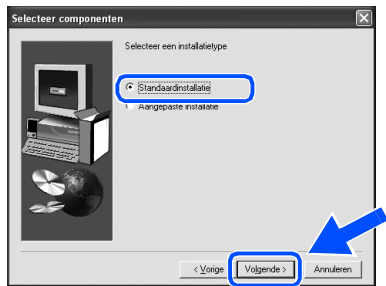 Selecteer componenten
Selecteer een installatietype
Standaardinstallatie
Aangepaste installatie
< Vorige
Volgende >
Annuleren